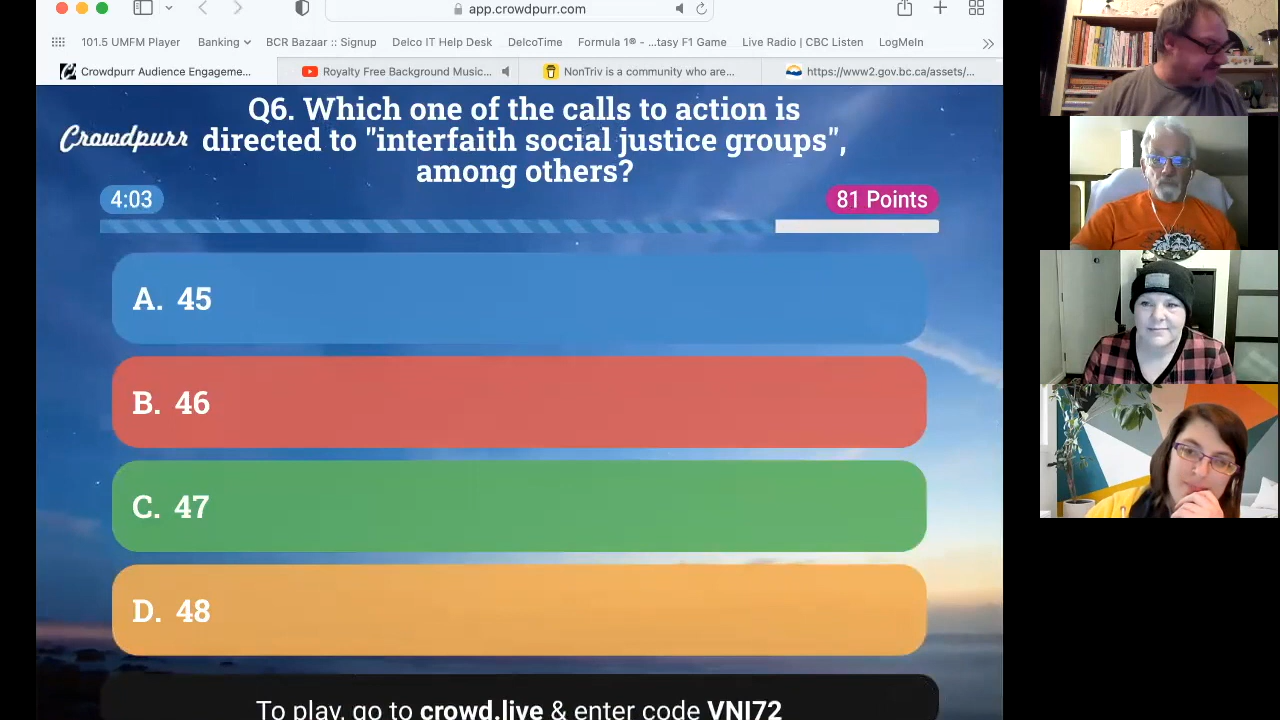 app.crowdpurr.com
101.5 UMFM Player Banking BCR Bazaar :: Signup Delco IT Help Desk DelcoTime Formula 1® - ...tasy F1 Game Live Radio | CBC Listen LogMeIn
Crowdpurr Audience Engageme... Royalty Free Background Music... NonTriv is a community who are... https://www2.gov.bc.ca/assets/...
Crowdpurr
Q6. Which one of the calls to action is
directed to "interfaith social justice groups",
among others?
4:03 81 Points
A. 45
B. 46
C. 47
D. 48
To play, go to crowd.live & enter code VNI72